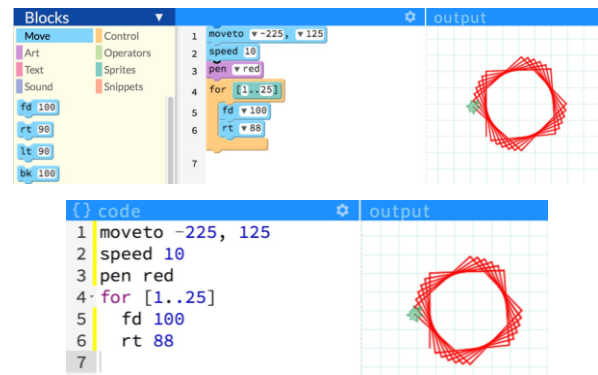 Blocks ▼
output
Move
Control
Art
Operators
Text
Sprites
Sound
Snippets
fd 100
rt 90
lt 90
bk 100
1 moveto ▾ -225, ▾ 125
2 speed 10
3 pen ▾ red
4 for [1..25]
5 fd ▾ 100
6 rt ▾ 88
7
{} code
output
1 moveto -225, 125
2 speed 10
3 pen red
4 for [1..25]
5 fd 100
6 rt 88
7